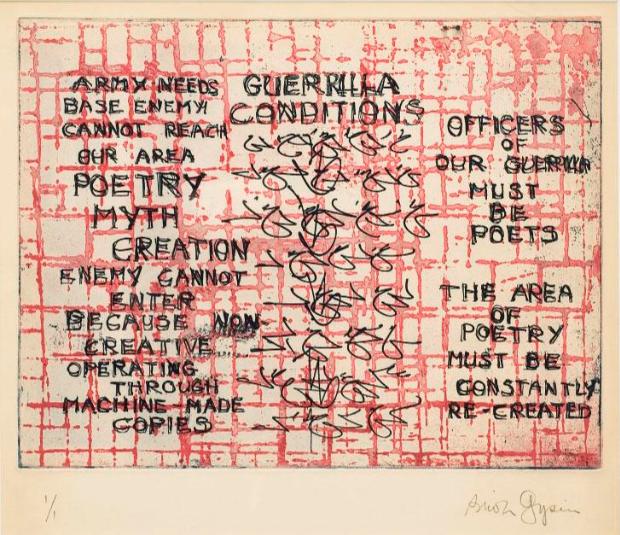 ARMY NEEDS
BASE ENEMY
CANNOT REACH
OUR AREA
POETRY
MYTH
CREATION
ENEMY CANNOT
ENTER
BECAUSE NON-
CREATIVE
OPERATING
THROUGH
MACHINE MADE
COPIES
GUERRILLA
CONDITIONS
OFFICERS
OF
OUR GUERRILLA
MUST
BE
POETS
THE AREA
OF
POETRY
MUST BE
CONSTANTLY
RE-CREATED
1/1
Brion Gysin